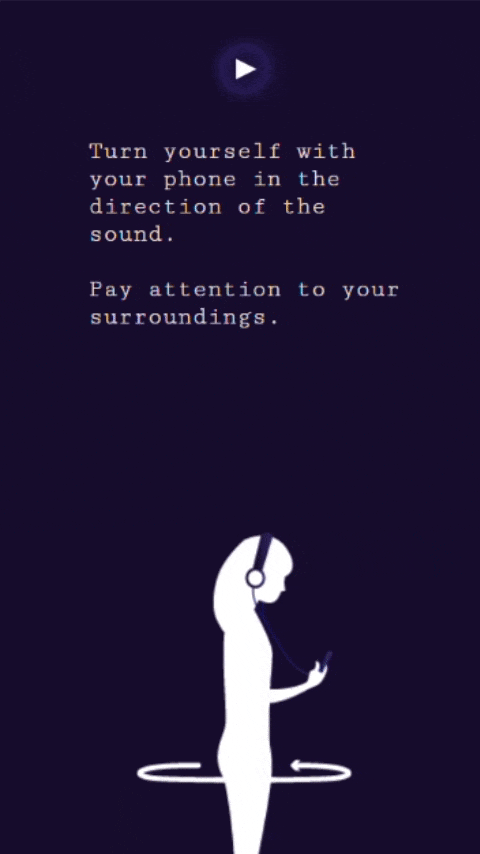 Turn yourself with
your phone in the
direction of the
sound.
Pay attention to your
surroundings.